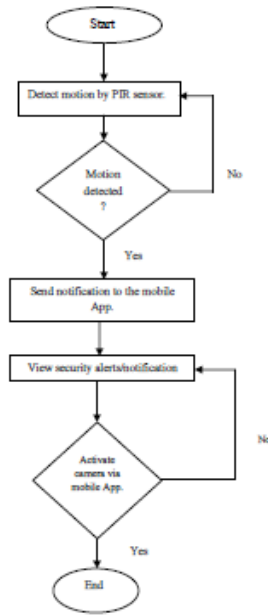 Start
Detect motion by PIR sensor.
Motion
detected
?
No
Yes
Send notification to the mobile
App.
View security alerts/notification
Activate
camera via
mobile App.
No
Yes
End